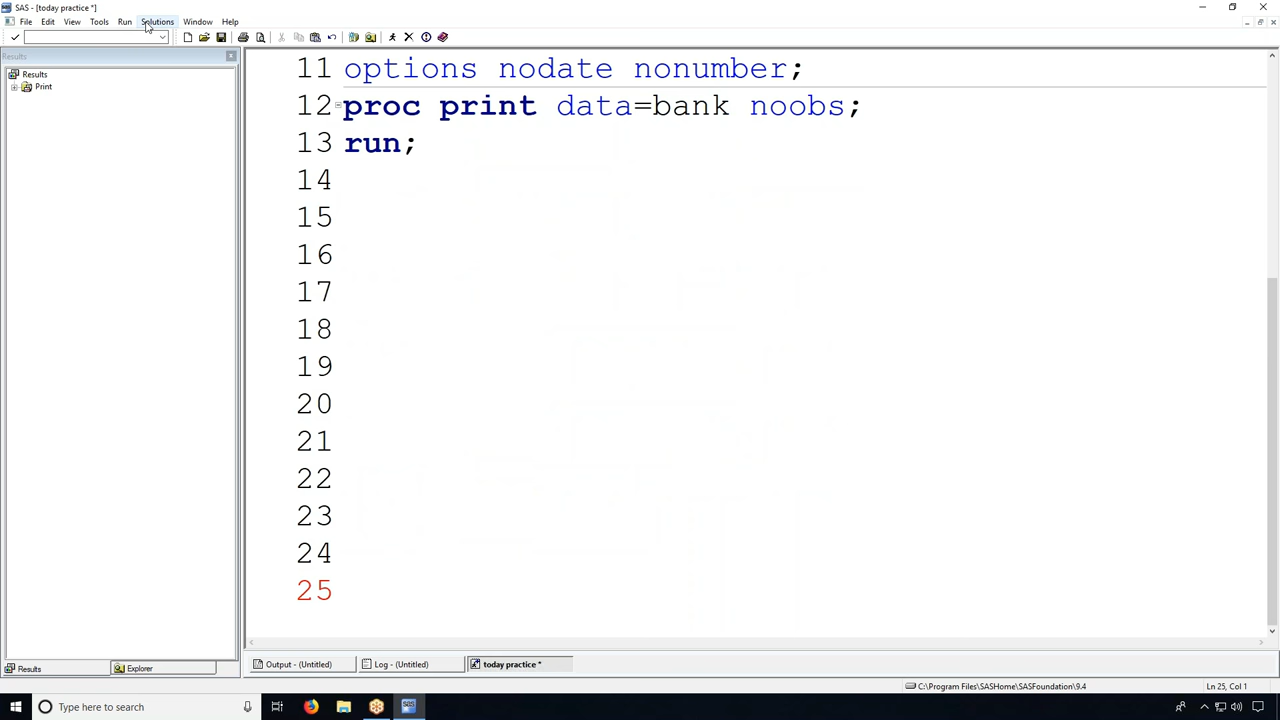 SAS - [today practice *]
File Edit View Tools Run Solutions Window Help
Results
Results
Print
11 options nodate nonumber;
12 proc print data=bank noobs;
13 run;
14
15
16
17
18
19
20
21
22
23
24
25
Results Explorer
Output - (Untitled) Log - (Untitled) today practice *
C:\Program Files\SASHome\SASFoundation\9.4 Ln 25, Col 1
Type here to search